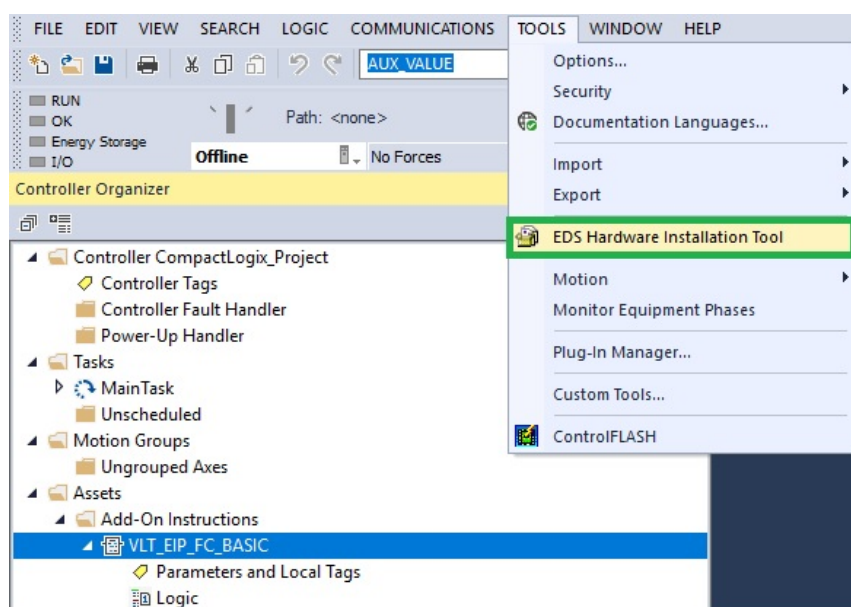 FILE EDIT VIEW SEARCH LOGIC COMMUNICATIONS TOOLS WINDOW HELP
AUX_VALUE
RUN
OK
Energy Storage
I/O
Path: <none>
Offline
No Forces
Controller Organizer
Controller CompactLogix_Project
Controller Tags
Controller Fault Handler
Power-Up Handler
Tasks
MainTask
Unscheduled
Motion Groups
Ungrouped Axes
Assets
Add-On Instructions
VLT_EIP_FC_BASIC
Parameters and Local Tags
Logic
Options...
Security
Documentation Languages...
Import
Export
EDS Hardware Installation Tool
Motion
Monitor Equipment Phases
Plug-In Manager...
Custom Tools...
ControlFLASH